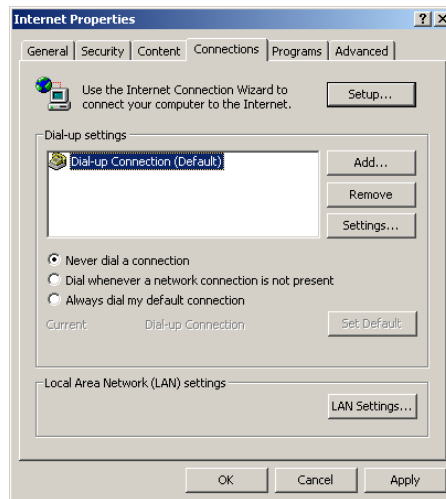 Internet Properties
General Security Content Connections Programs Advanced
Use the Internet Connection Wizard to
connect your computer to the Internet.
Setup...
Dial-up settings
Dial-up Connection (Default)
Add...
Remove
Settings...
Never dial a connection
Dial whenever a network connection is not present
Always dial my default connection
Current Dial-up Connection Set Default
Local Area Network (LAN) settings
LAN Settings...
OK Cancel Apply